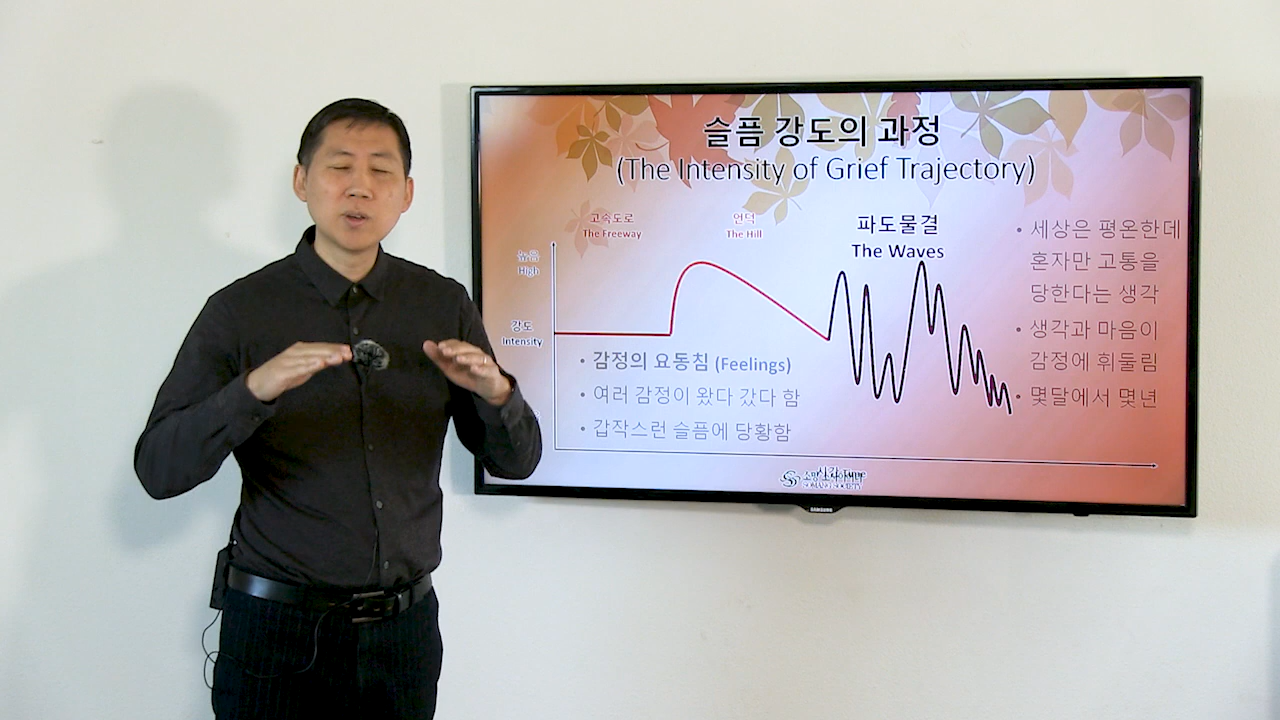 슬픔 강도의 과정
(The Intensity of Grief Trajectory)
고속도로
The Freeway
언덕
The Hill
파도물결
The Waves
높음
High
강도
Intensity
• 감정의 요동침 (Feelings)
• 여러 감정이 왔다 갔다 함
• 갑작스런 슬픔에 당황함
• 세상은 평온한데
혼자만 고통을
당한다는 생각
• 생각과 마음이
감정에 휘둘림
• 몇달에서 몇년
시간 Time
SAMSUNG